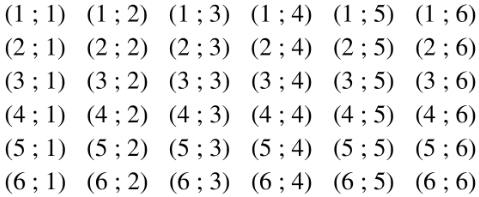 (1 ; 1) (1 ; 2) (1 ; 3) (1 ; 4) (1 ; 5) (1 ; 6)
(2 ; 1) (2 ; 2) (2 ; 3) (2 ; 4) (2 ; 5) (2 ; 6)
(3 ; 1) (3 ; 2) (3 ; 3) (3 ; 4) (3 ; 5) (3 ; 6)
(4 ; 1) (4 ; 2) (4 ; 3) (4 ; 4) (4 ; 5) (4 ; 6)
(5 ; 1) (5 ; 2) (5 ; 3) (5 ; 4) (5 ; 5) (5 ; 6)
(6 ; 1) (6 ; 2) (6 ; 3) (6 ; 4) (6 ; 5) (6 ; 6)